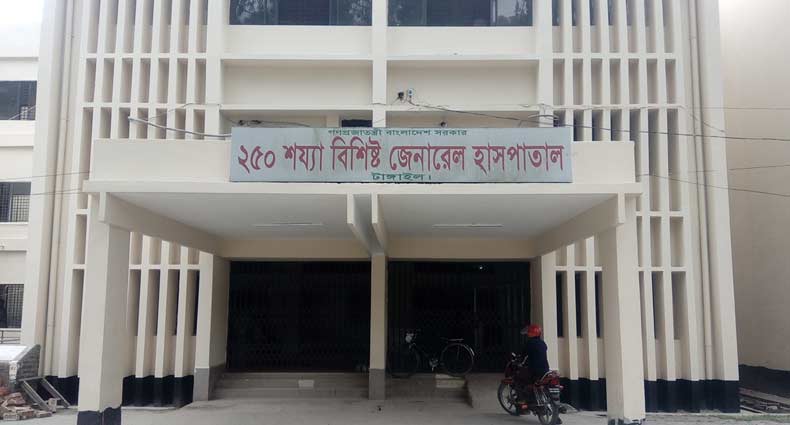 গণপ্রজাতন্ত্রী বাংলাদেশ সরকার
২৫০ শয্যা বিশিষ্ট জেনারেল হাসপাতাল
টাঙ্গাইল।